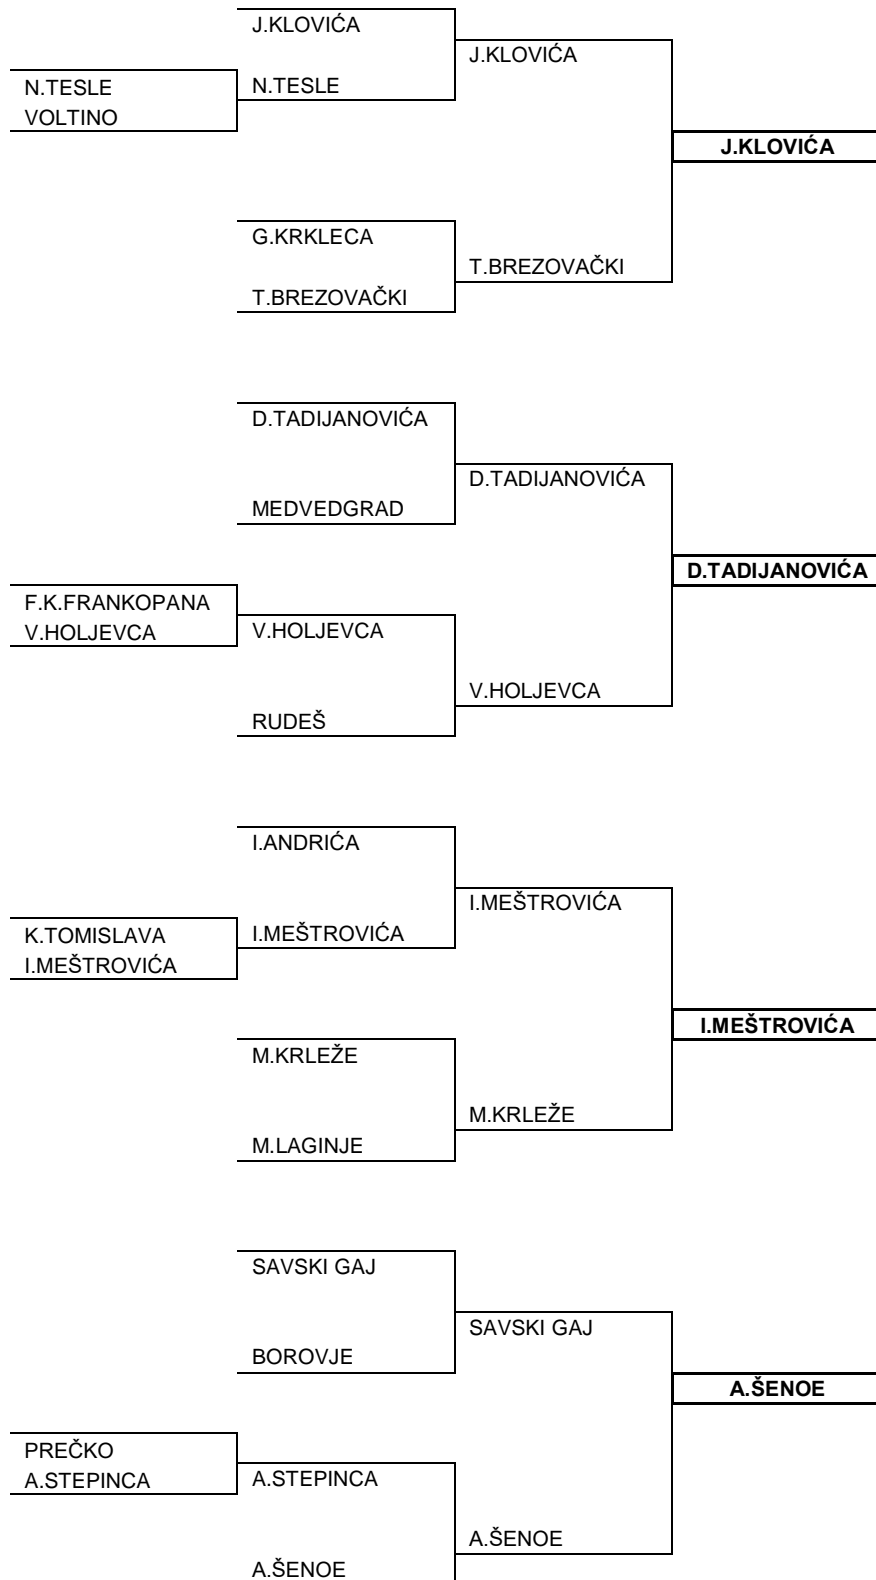 J.KLOVIĆA
J.KLOVIĆA
N.TESLE
N.TESLE
VOLTINO
J.KLOVIĆA
G.KRKLECA
T.BREZOVAČKI
T.BREZOVAČKI
D.TADIJANOVIĆA
D.TADIJANOVIĆA
MEDVEDGRAD
D.TADIJANOVIĆA
F.K.FRANKOPANA
V.HOLJEVCA
V.HOLJEVCA
V.HOLJEVCA
RUDEŠ
I.ANDRIĆA
I.MEŠTROVIĆA
K.TOMISLAVA
I.MEŠTROVIĆA
I.MEŠTROVIĆA
I.MEŠTROVIĆA
M.KRLEŽE
M.KRLEŽE
M.LAGINJE
SAVSKI GAJ
SAVSKI GAJ
BOROVJE
A.ŠENOE
PREČKO
A.STEPINCA
A.STEPINCA
A.ŠENOE
A.ŠENOE